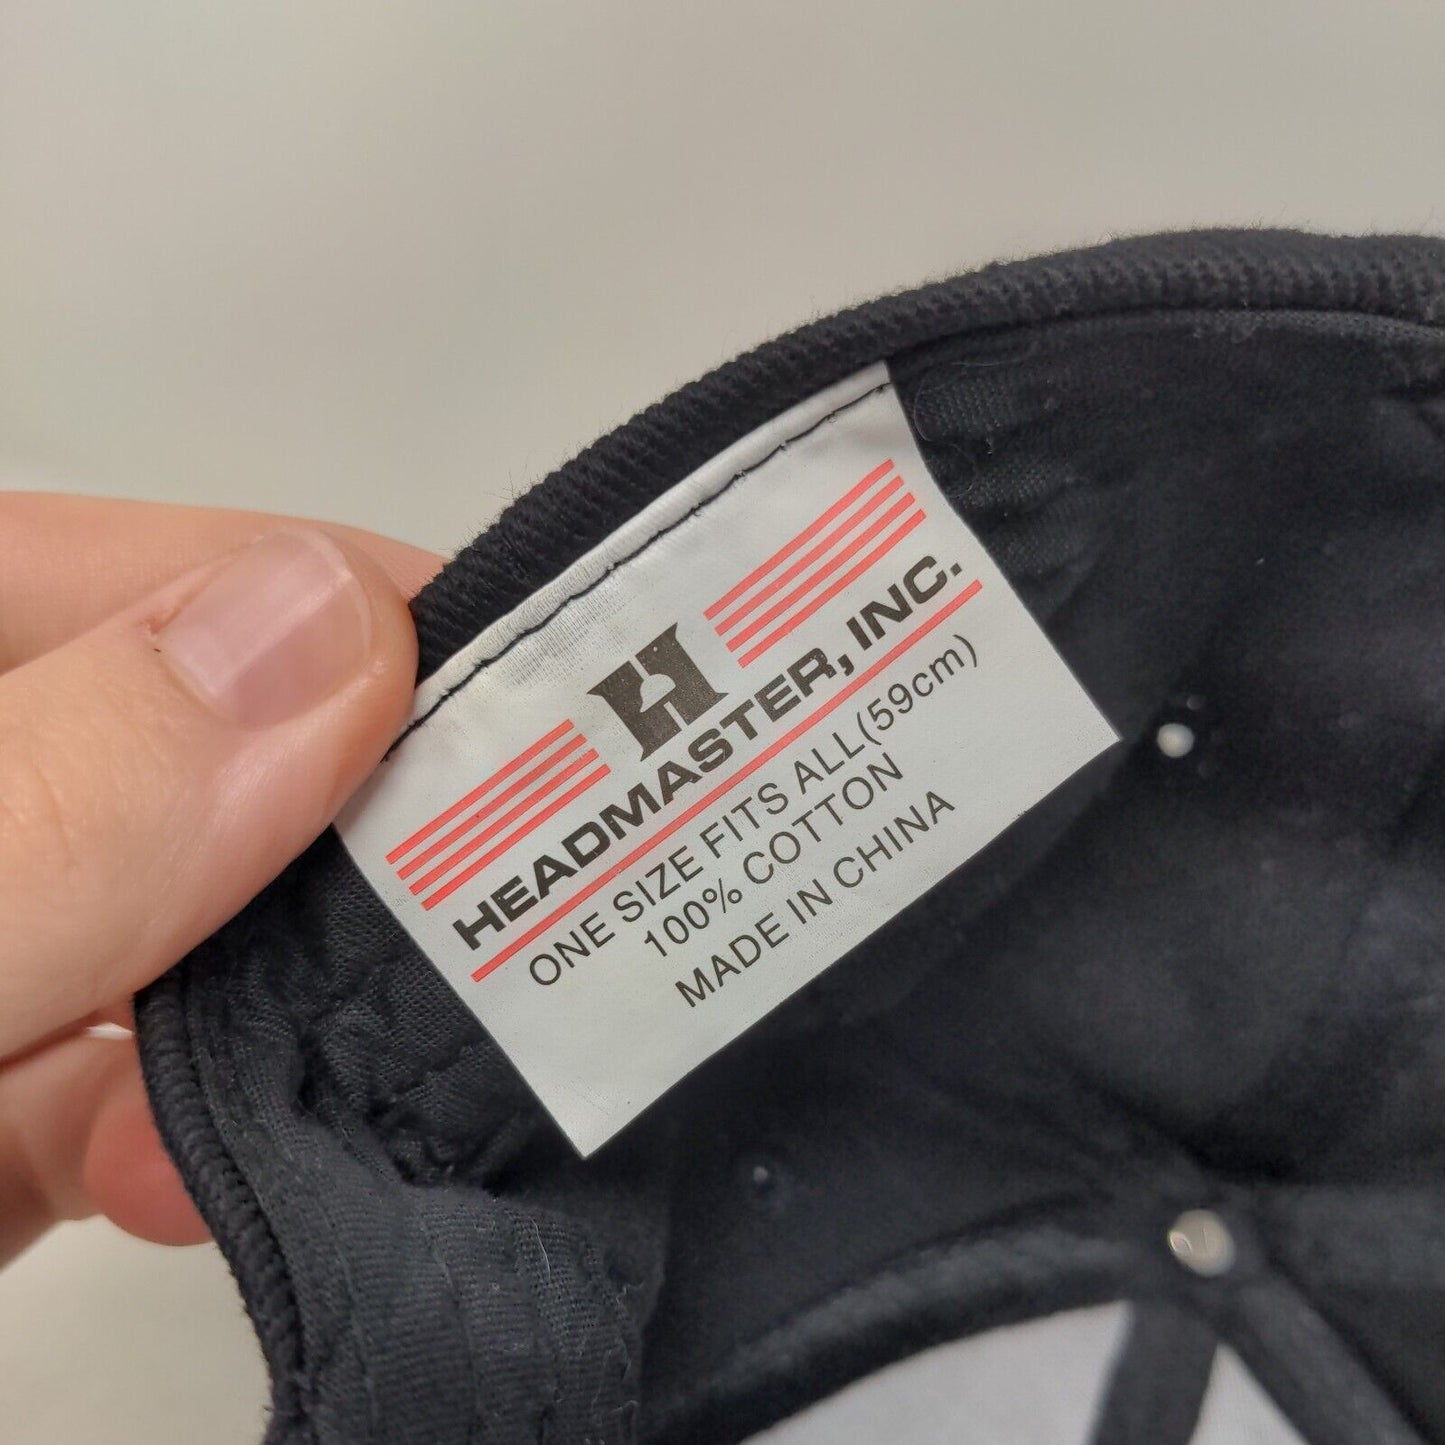 H
HEADMASTER, INC.
ONE SIZE FITS ALL(59cm)
100% COTTON
MADE IN CHINA